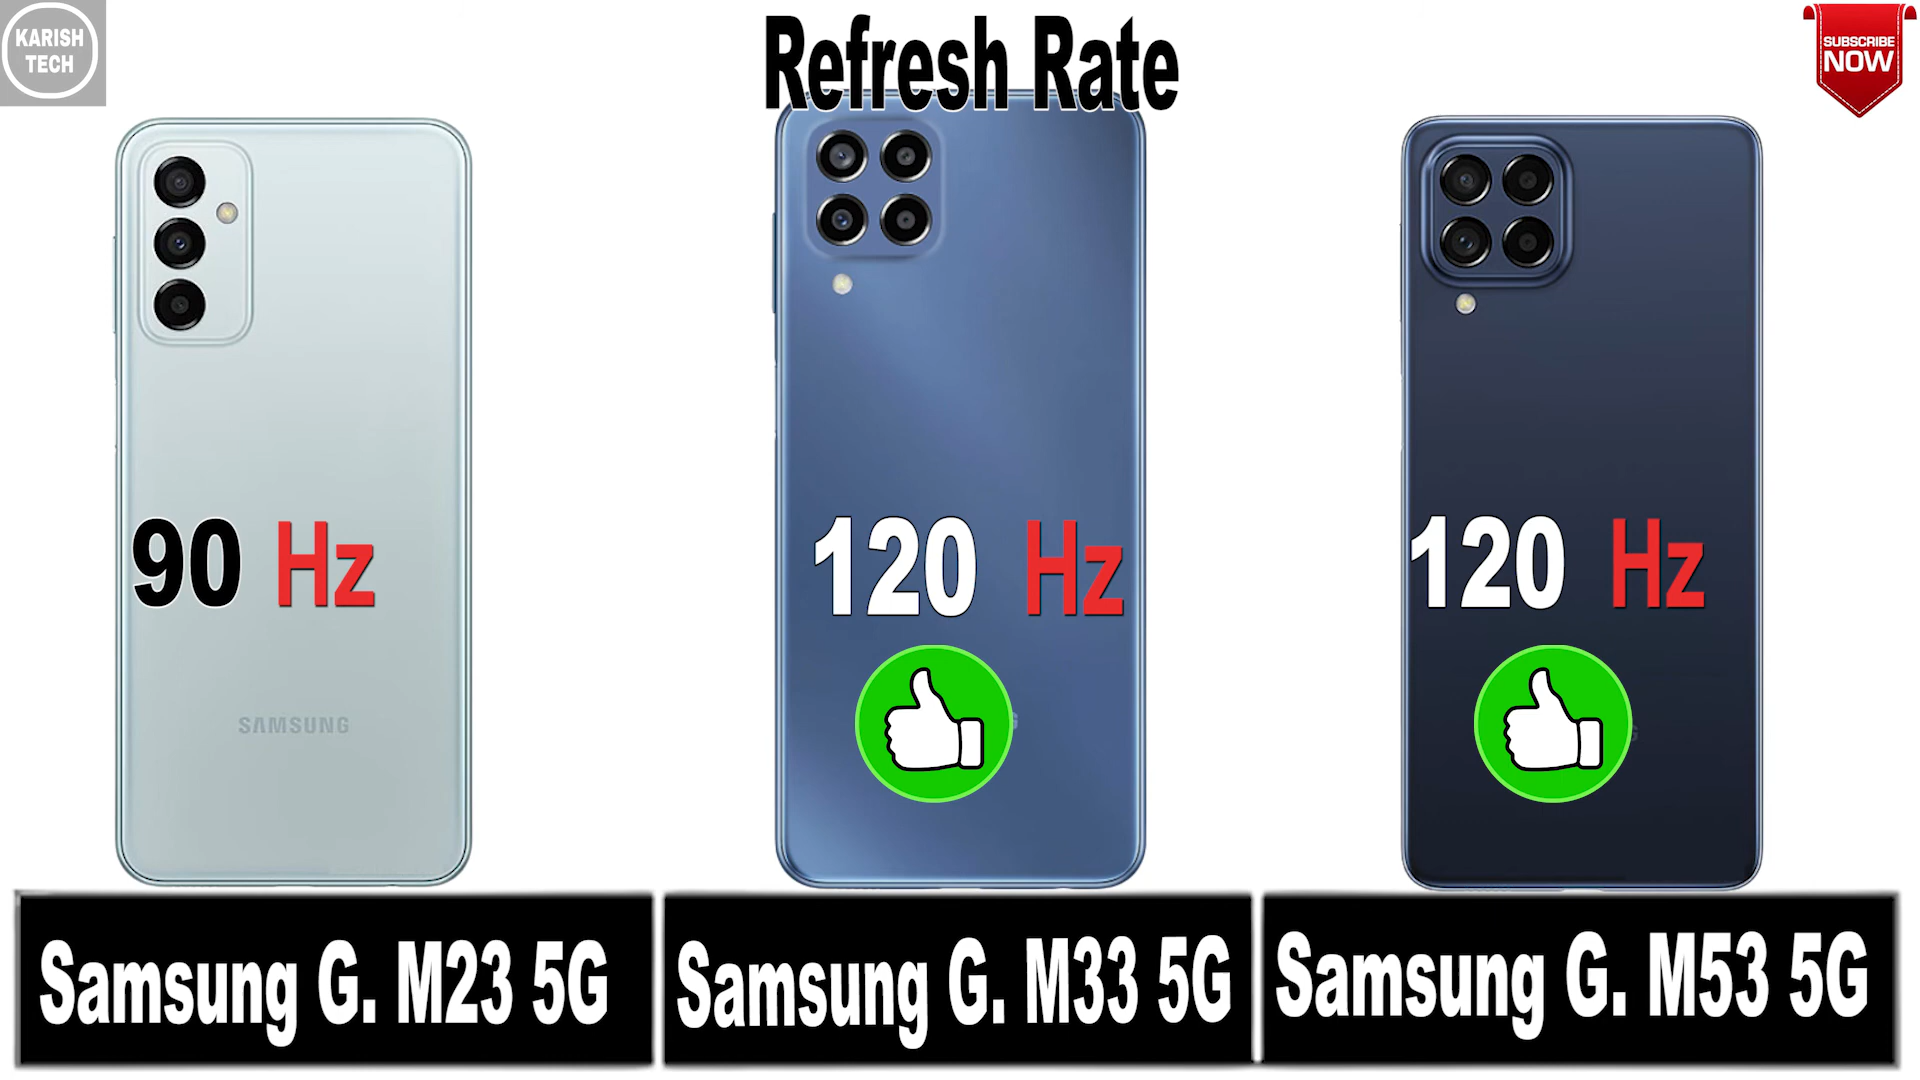 KARISH
TECH
Refresh Rate
SUBSCRIBE
NOW
90 Hz
120 Hz
120 Hz
SAMSUNG
G
G
Samsung G. M23 5G
Samsung G. M33 5G
Samsung G. M53 5G